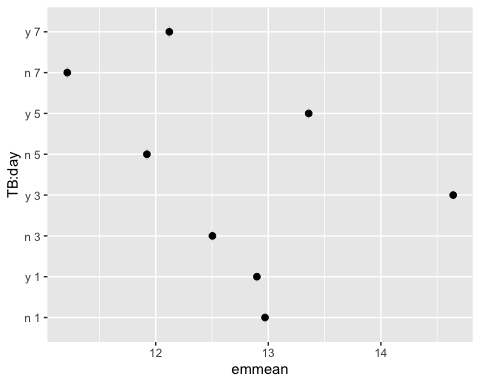 y 7
n 7
y 5
n 5
y 3
n 3
y 1
n 1
TB:day
12 13 14
emmean